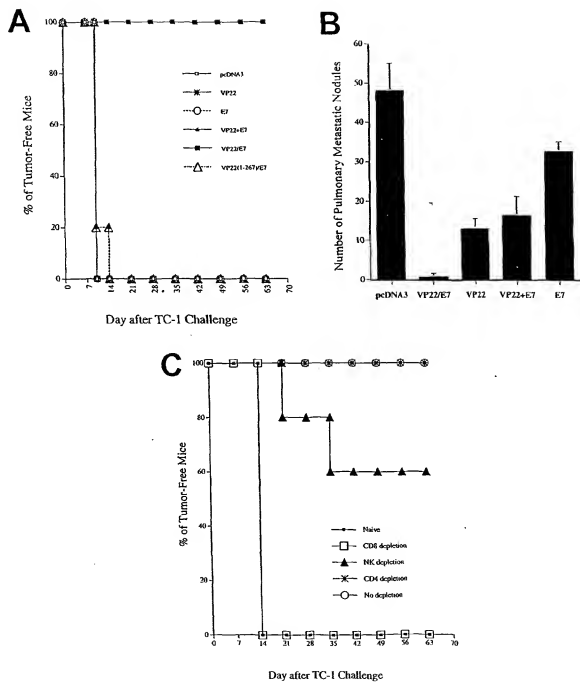 A
% of Tumor-Free Mice
100
80
60
40
20
0
pcDNA3
VP22
E7
VP22+E7
VP22/E7
VP22(1-267)/E7
0 7 14 21 28 35 42 49 56 63 70
Day after TC-1 Challenge
B
Number of Pulmonary Metastatic Nodules
60
50
40
30
20
10
0
pcDNA3 VP22/E7 VP22 VP22+E7 E7
C
% of Tumor-Free Mice
100
80
60
40
20
0
Naive
CD8 depletion
NK depletion
CD4 depletion
No depletion
0 7 14 21 28 35 42 49 56 63 70
Day after TC-1 Challenge